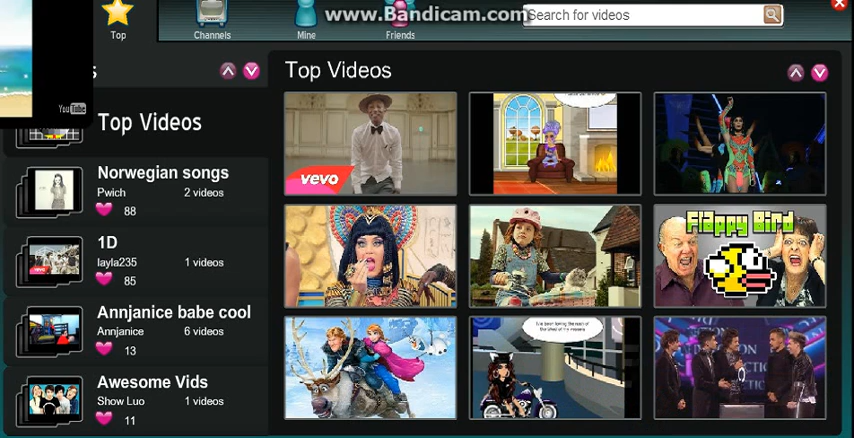 www.Bandicam.com
Search for videos
Top
Channels
Mine
Friends
YouTube
s
Top Videos
Norwegian songs
Pwich 2 videos
88
1D
layla235 1 videos
85
Annjanice babe cool
Annjanice 6 videos
13
Awesome Vids
Show Luo 1 videos
11
Top Videos
vevo
Flappy Bird